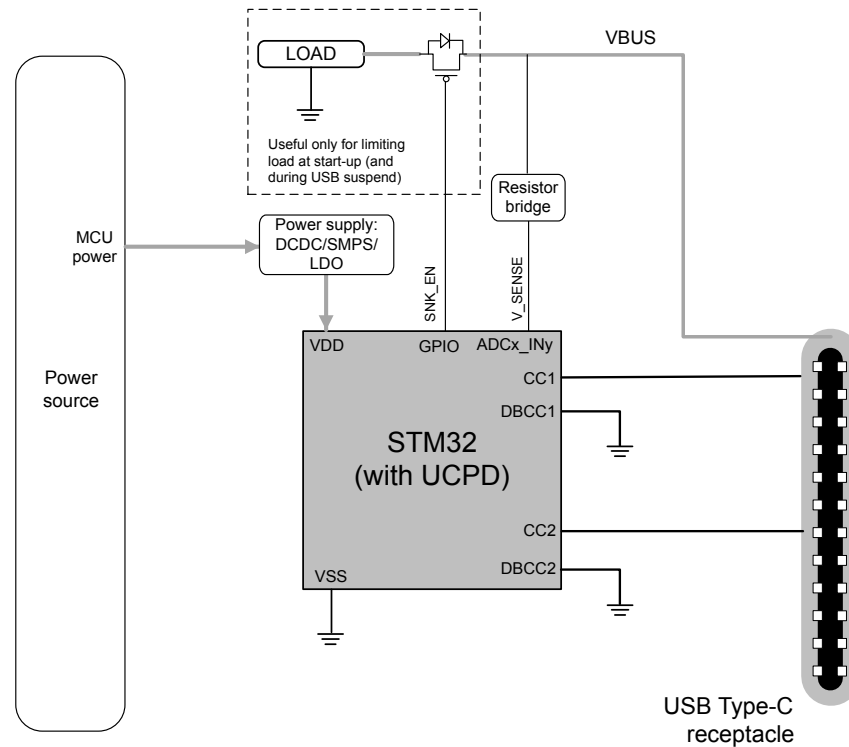 LOAD
VBUS
Useful only for limiting
load at start-up (and
during USB suspend)
Resistor
bridge
MCU
power
Power supply:
DCDC/SMPS/
LDO
SNK_EN
V_SENSE
VDD
GPIO
ADCx_INy
CC1
DBCC1
Power
source
STM32
(with UCPD)
CC2
DBCC2
VSS
USB Type-C
receptacle